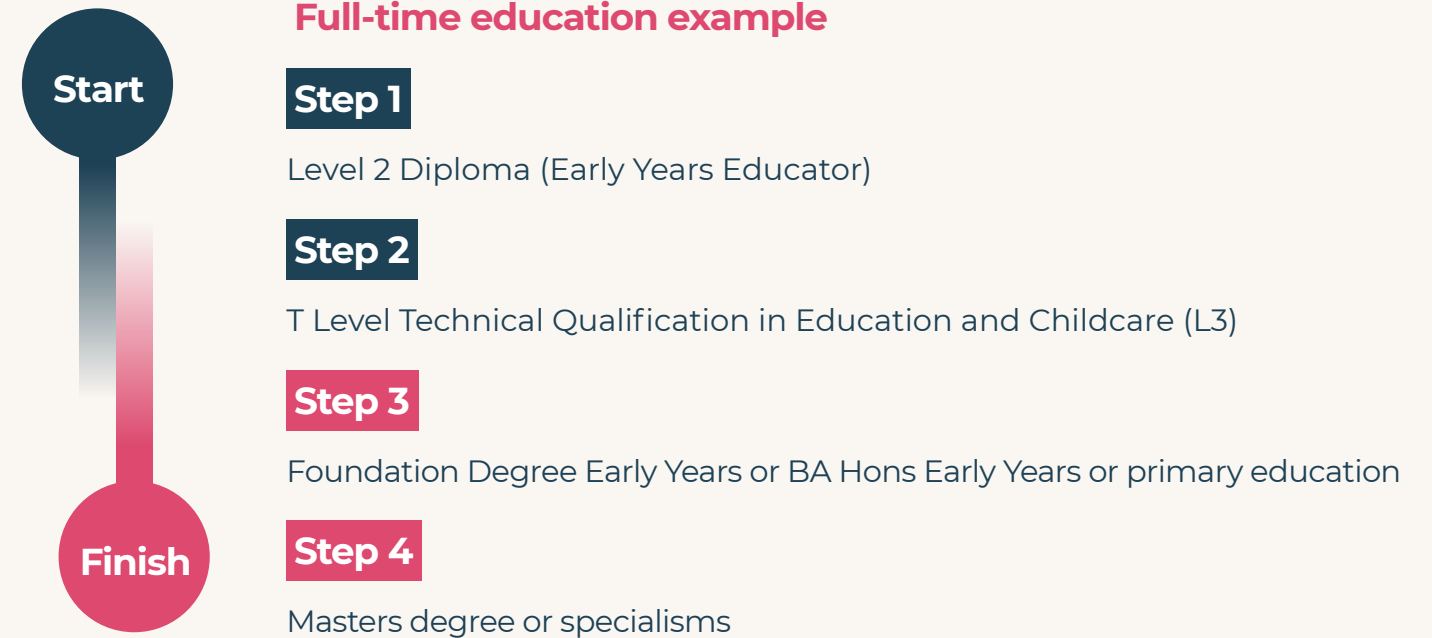 Full-time education example
Start
Step 1
Level 2 Diploma (Early Years Educator)
Step 2
T Level Technical Qualification in Education and Childcare (L3)
Step 3
Foundation Degree Early Years or BA Hons Early Years or primary education
Step 4
Finish
Masters degree or specialisms